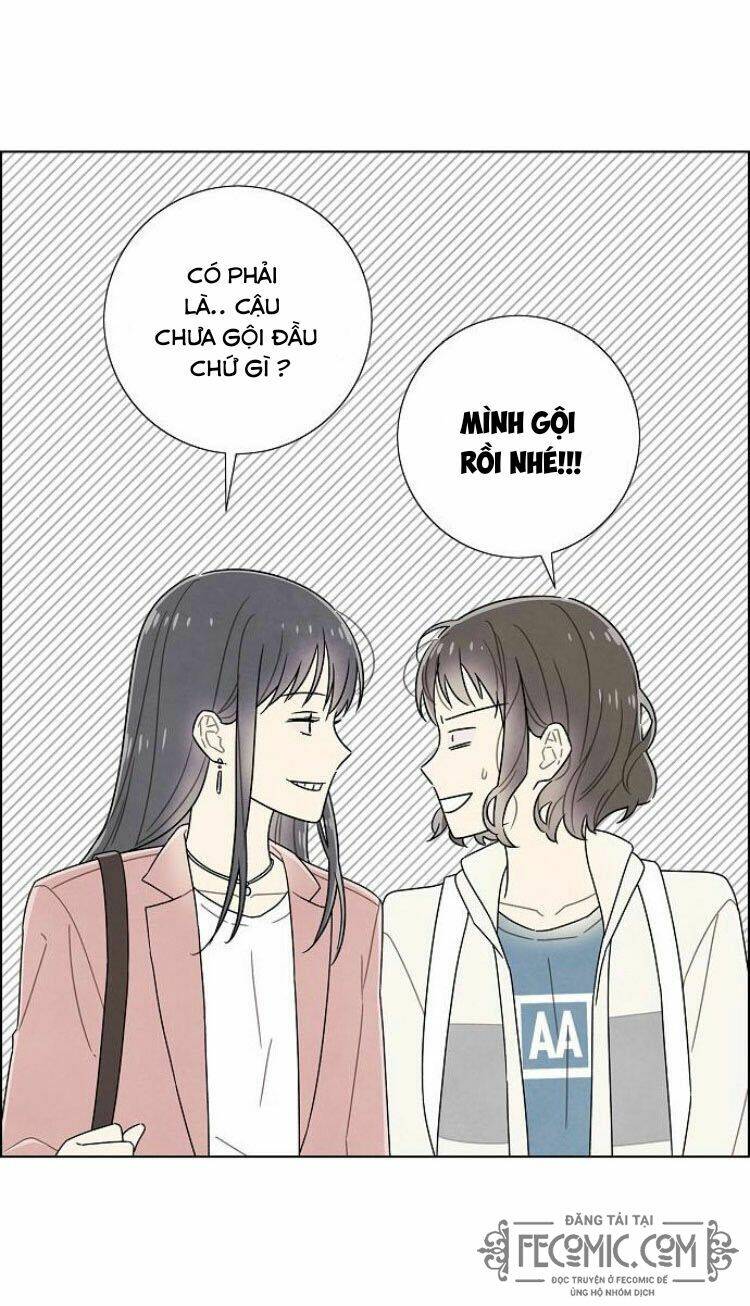 CÓ PHẢI
LÀ.. CẬU
CHƯA GỘI ĐẦU
CHỨ GÌ ?
MÌNH GỘI
RỒI NHÉ!!!
AA
ĐĂNG TẢI TẠI
FECOMIC.COM
ĐỌC TRUYỆN Ở FECOMIC ĐỂ
ỦNG HỘ NHÓM DỊCH